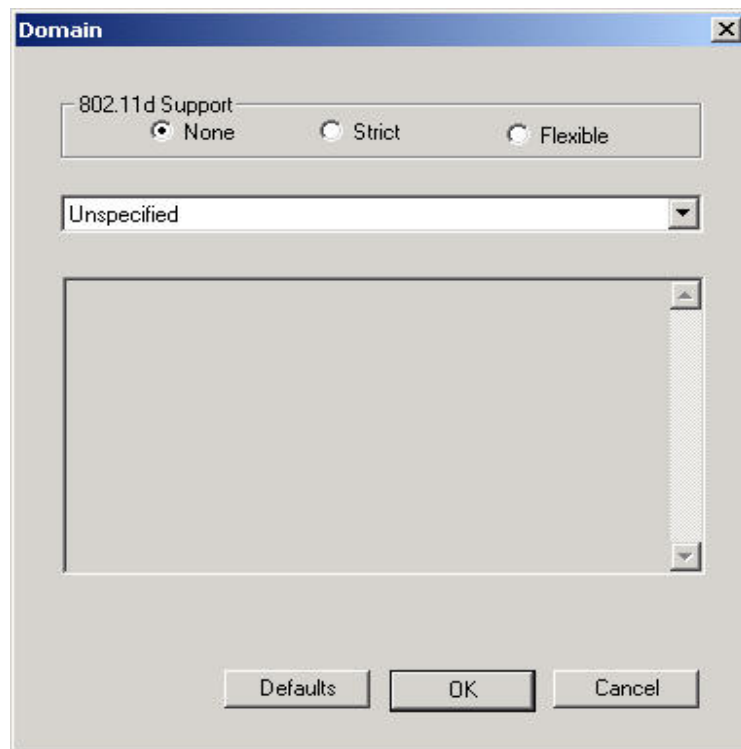 Domain
802.11d Support
None Strict Flexible
Unspecified
Defaults OK Cancel